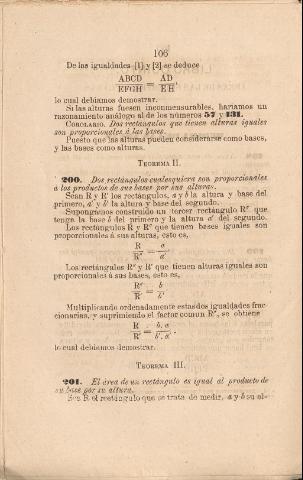 106
De las igualdades [1] y [2] se deduce
ABCD / EFGH = AD / EH,
lo cual debíamos demostrar.
Si las alturas fuesen inconmensurables, haríamos un
razonamiento análogo al de los números 57 y 131.
COROLARIO. Dos rectángulos que tienen alturas iguales
son proporcionales á las bases.
Puesto que las alturas pueden considerarse como bases,
y las bases como alturas.
TEOREMA II.
200. Dos rectángulos cualesquiera son proporcionales
á los productos de sus bases por sus alturas.
Sean R y R' los rectángulos, a y b la altura y base del
primero, a' y b' la altura y base del segundo.
Supongamos construido un tercer rectángulo R" que
tenga la base b del primero y la altura a' del segundo.
Los rectángulos R y R" que tienen bases iguales son
proporcionales á sus alturas, esto es,
R / R" = a / a'.
Los rectángulos R" y R' que tienen alturas iguales son
proporcionales á sus bases, esto es,
R" / R' = b / b'.
Multiplicando ordenadamente estas dos igualdades frac-
cionarias, y suprimiendo el factor comun R", se obtiene
R / R' = b. a / b'. a',
lo cual debíamos demostrar.
TEOREMA III.
201. El área de un rectángulo es igual al producto de
su base por su altura.
Sea R el rectángulo que se trata de medir, a y b su al-